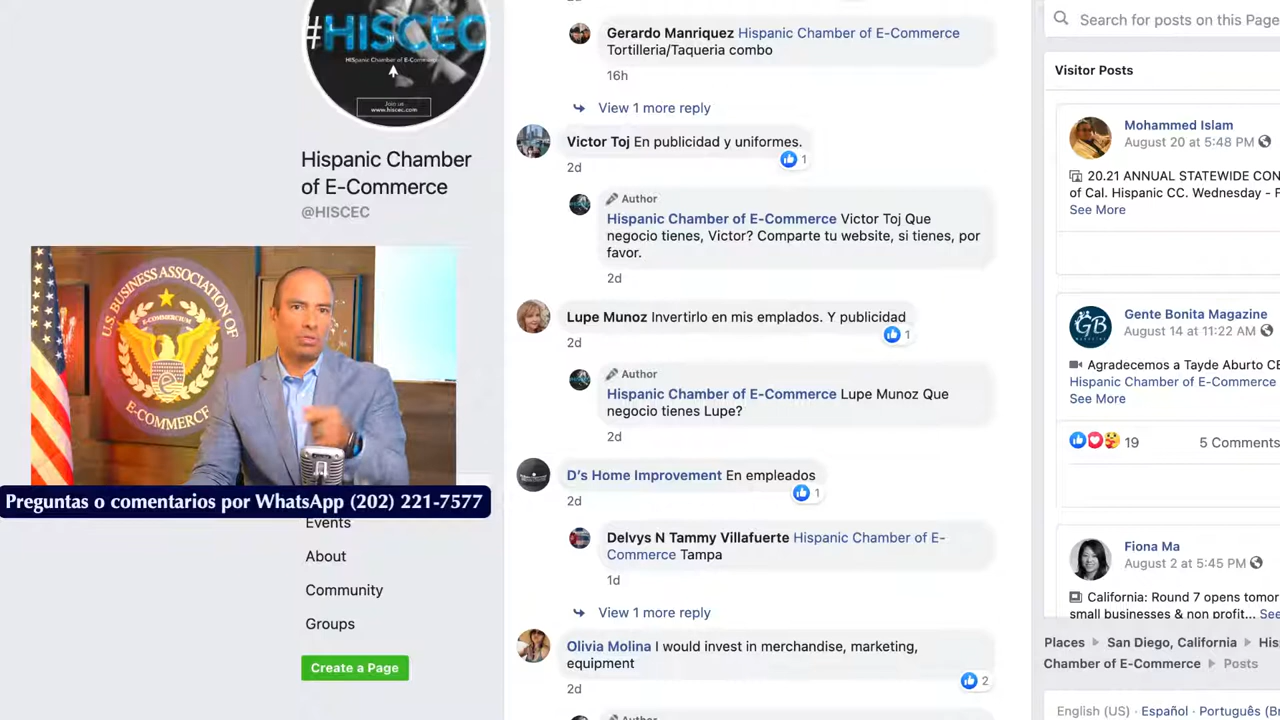 #HISCEC
HISpanic Chamber of E-Commerce
Join us
www.hiscec.com
Hispanic Chamber
of E-Commerce
@HISCEC
U.S. BUSINESS ASSOCIATION OF
E-COMMERCIUM
E-COMMERCE
Preguntas o comentarios por WhatsApp (202) 221-7577
Events
About
Community
Groups
Create a Page
Gerardo Manriquez Hispanic Chamber of E-Commerce
Tortilleria/Taqueria combo
16h
View 1 more reply
Victor Toj En publicidad y uniformes.
1
2d
Author
Hispanic Chamber of E-Commerce Victor Toj Que
negocio tienes, Victor? Comparte tu website, si tienes, por
favor.
2d
Lupe Munoz Invertirlo en mis emplados. Y publicidad
1
2d
Author
Hispanic Chamber of E-Commerce Lupe Munoz Que
negocio tienes Lupe?
2d
D's Home Improvement En empleados
1
2d
Delvys N Tammy Villafuerte Hispanic Chamber of E-
Commerce Tampa
1d
View 1 more reply
Olivia Molina I would invest in merchandise, marketing,
equipment
2
2d
Author
Search for posts on this Page
Visitor Posts
Mohammed Islam
August 20 at 5:48 PM
20.21 ANNUAL STATEWIDE CON
of Cal. Hispanic CC. Wednesday -
See More
GB
Gente Bonita Magazine
August 14 at 11:22 AM
Agradecemos a Tayde Aburto CE
Hispanic Chamber of E-Commerce
See More
19
5 Comments
Fiona Ma
August 2 at 5:45 PM
California: Round 7 opens tomor
small businesses & non profit... See
Places San Diego, California His
Chamber of E-Commerce Posts
English (US) · Español · Português (B